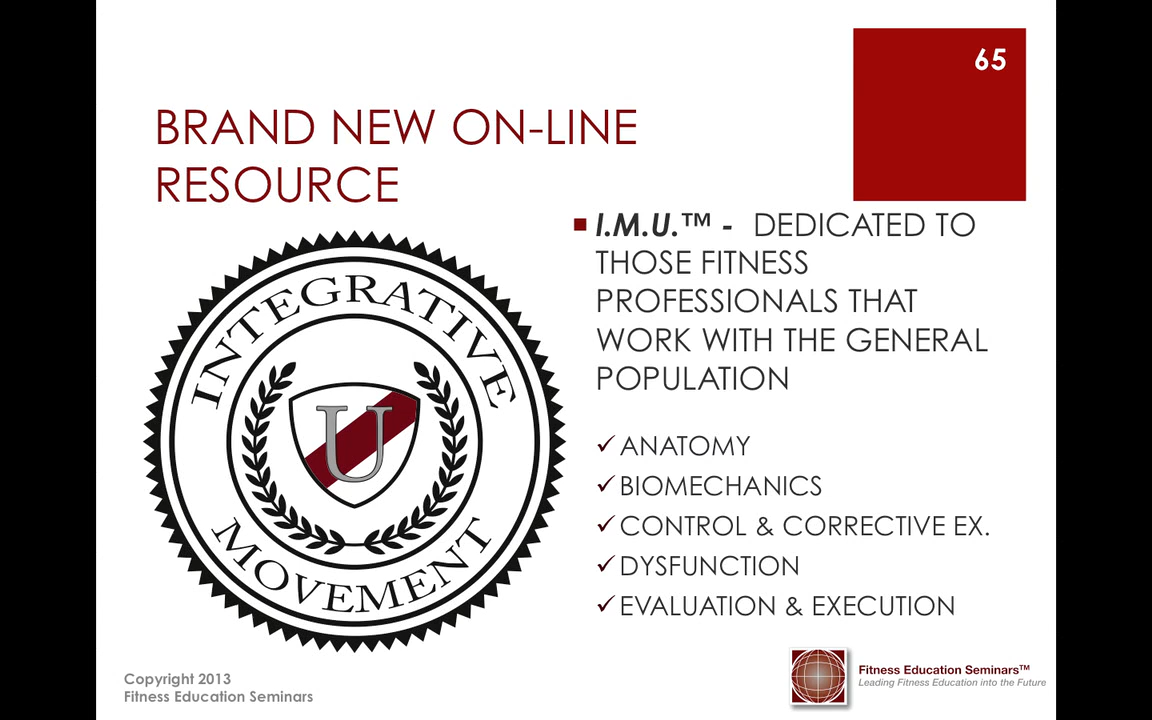 65
BRAND NEW ON-LINE
RESOURCE
I.M.U.™ - DEDICATED TO
THOSE FITNESS
PROFESSIONALS THAT
WORK WITH THE GENERAL
POPULATION
✓ANATOMY
✓BIOMECHANICS
✓CONTROL & CORRECTIVE EX.
✓DYSFUNCTION
✓EVALUATION & EXECUTION
INTEGRATIVE
U
MOVEMENT
Copyright 2013
Fitness Education Seminars
Fitness Education Seminars™
Leading Fitness Education into the Future